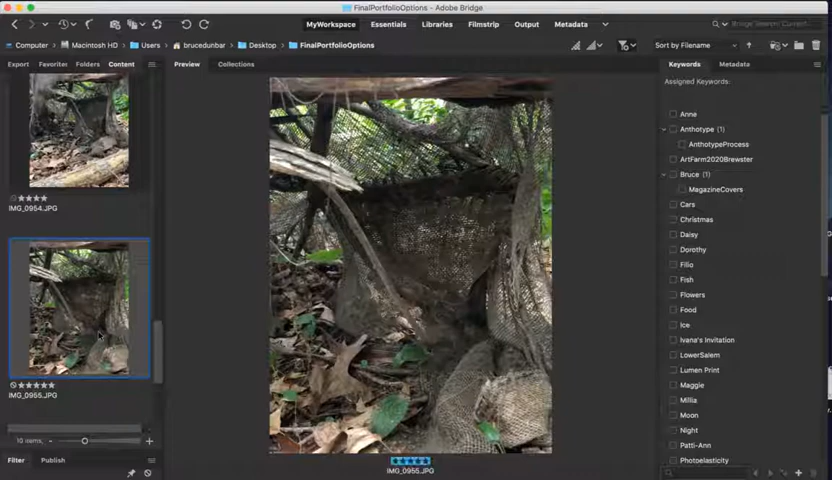 FinalPortfolioOptions — Adobe Bridge
MyWorkspace Essentials Libraries Filmstrip Output Metadata
Computer Macintosh HD Users brucedunbar Desktop FinalPortfolioOptions
Sort by Filename
Export Favorites Folders Content
Preview Collections
Keywords Metadata
Assigned Keywords:
Anne
Anthotype (1)
AnthotypeProcess
ArtFarm2020Brewster
Bruce (1)
MagazineCovers
Cars
Christmas
Daisy
Dorothy
Filio
Fish
Flowers
Food
Ice
Ivana's Invitation
LowerSalem
Lumen Print
Maggie
Millia
Moon
Night
Patti-Ann
Photoelasticity
IMG_0954.JPG
IMG_0955.JPG
10 items,
Filter Publish
IMG_0955.JPG